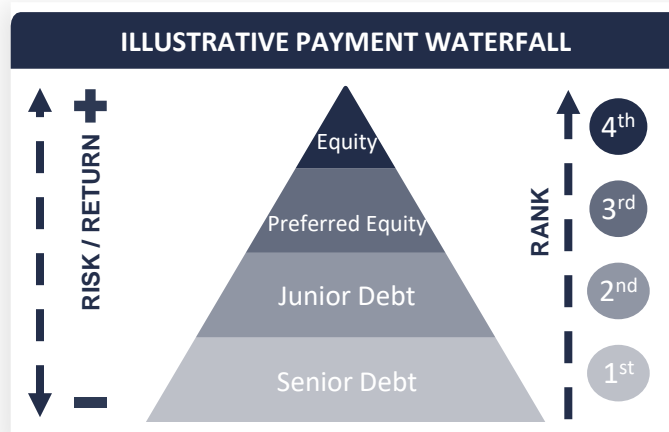 ILLUSTRATIVE PAYMENT WATERFALL
RISK / RETURN
Equity
Preferred Equity
Junior Debt
Senior Debt
RANK
4th
3rd
2nd
1st